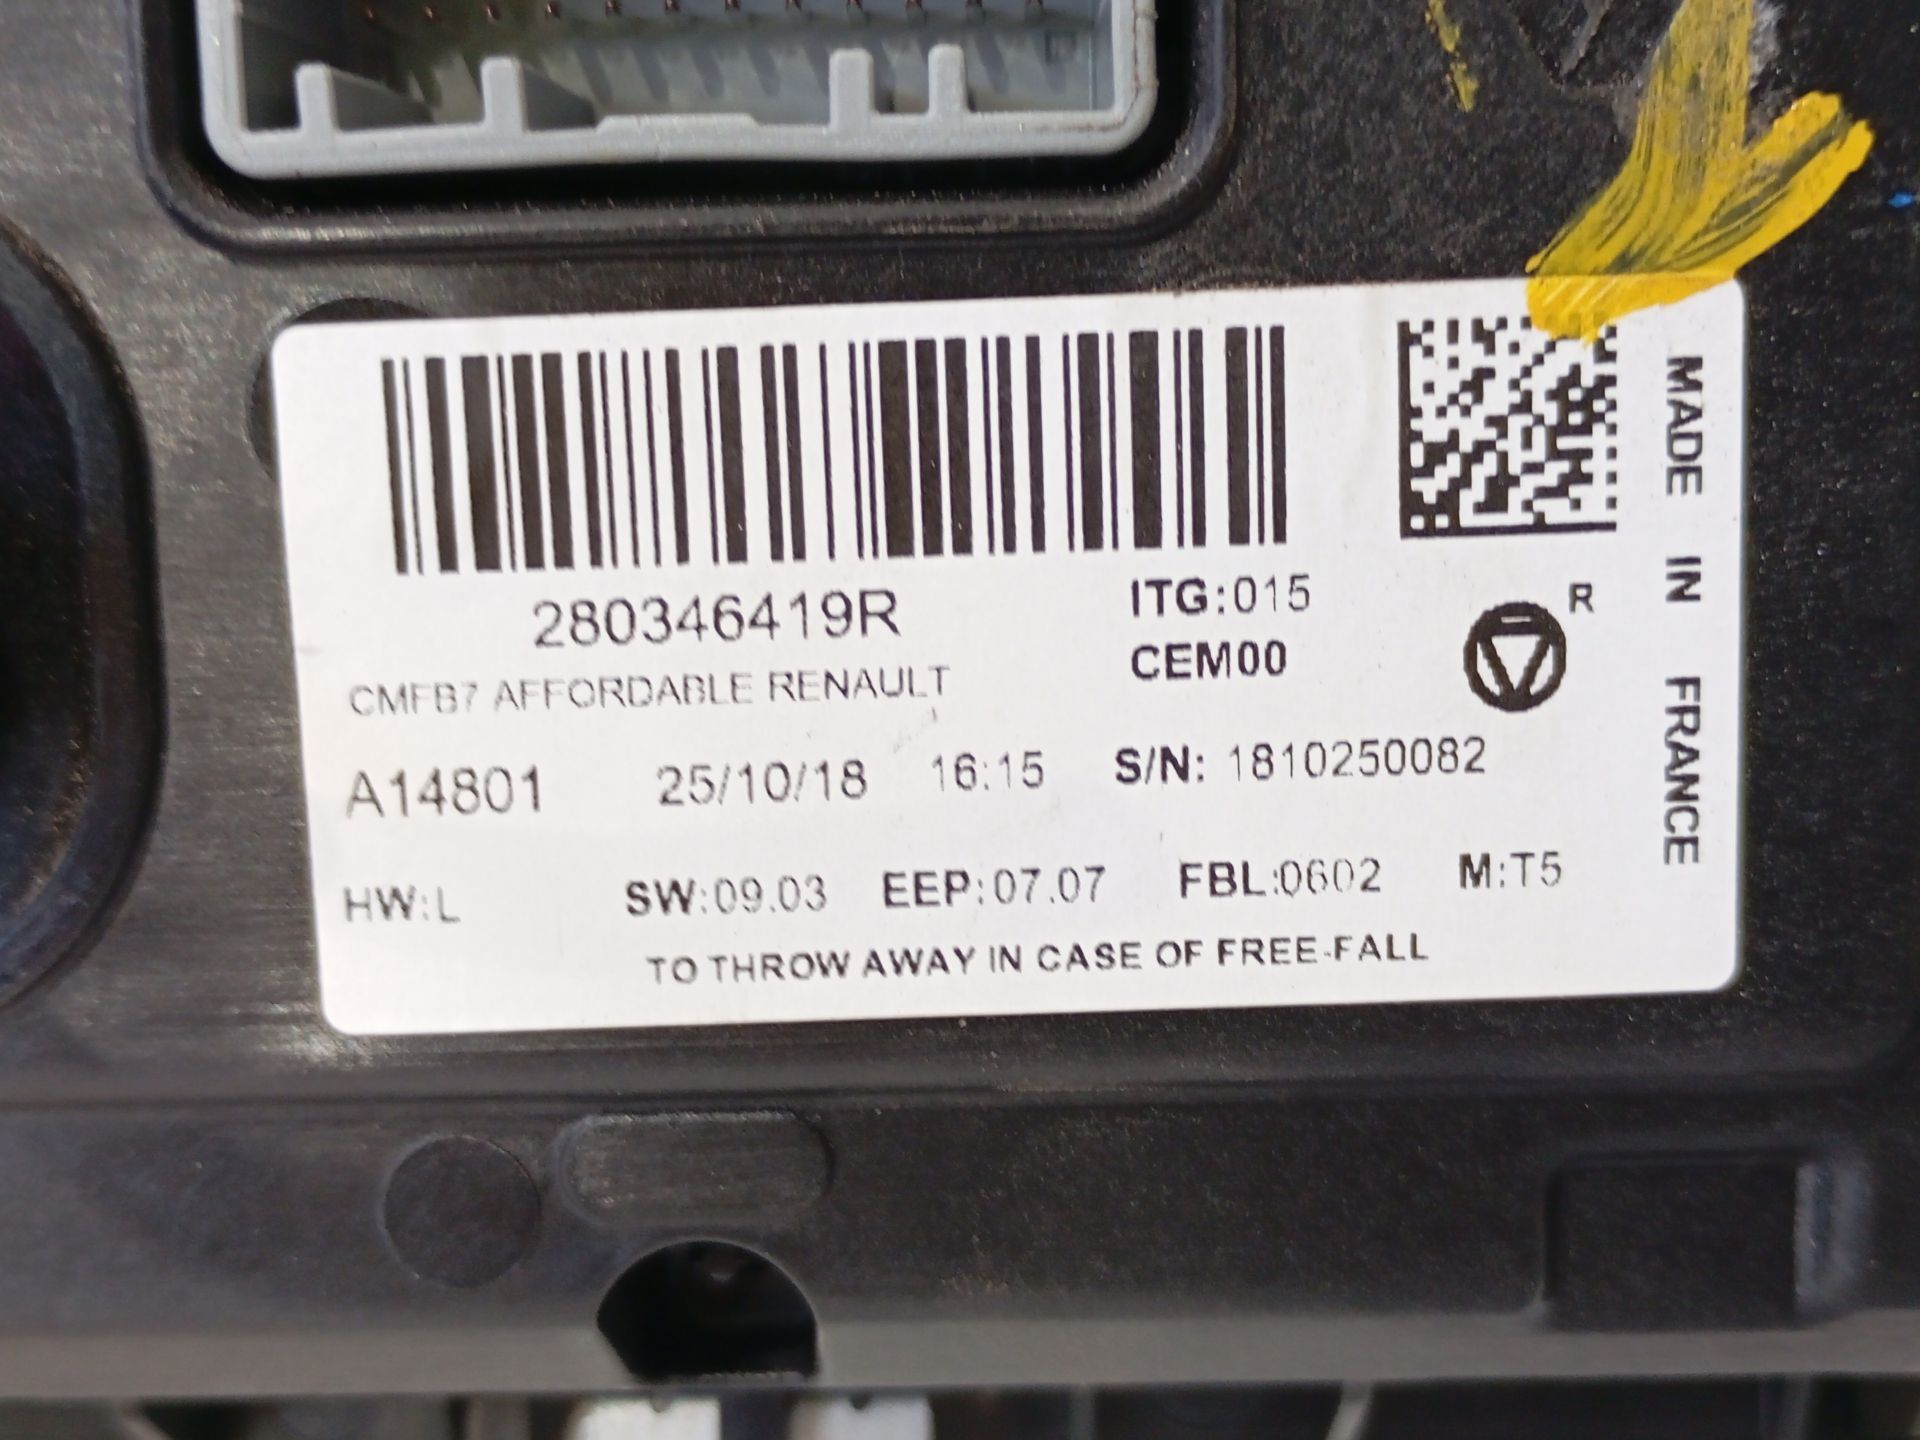 280346419R
ITG:015
CEM00
R
CMFB7 AFFORDABLE RENAULT
A14801 25/10/18 16:15 S/N: 1810250082
HW:L SW:09.03 EEP:07.07 FBL:0602 M:T5
TO THROW AWAY IN CASE OF FREE-FALL
MADE IN FRANCE